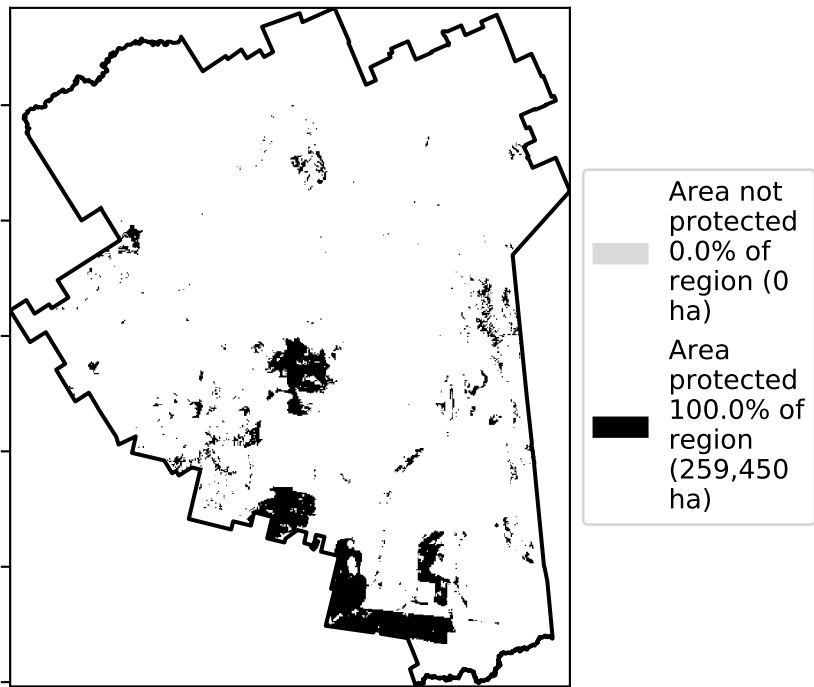 Area not
protected
0.0% of
region (0
ha)
Area
protected
100.0% of
region
(259,450
ha)